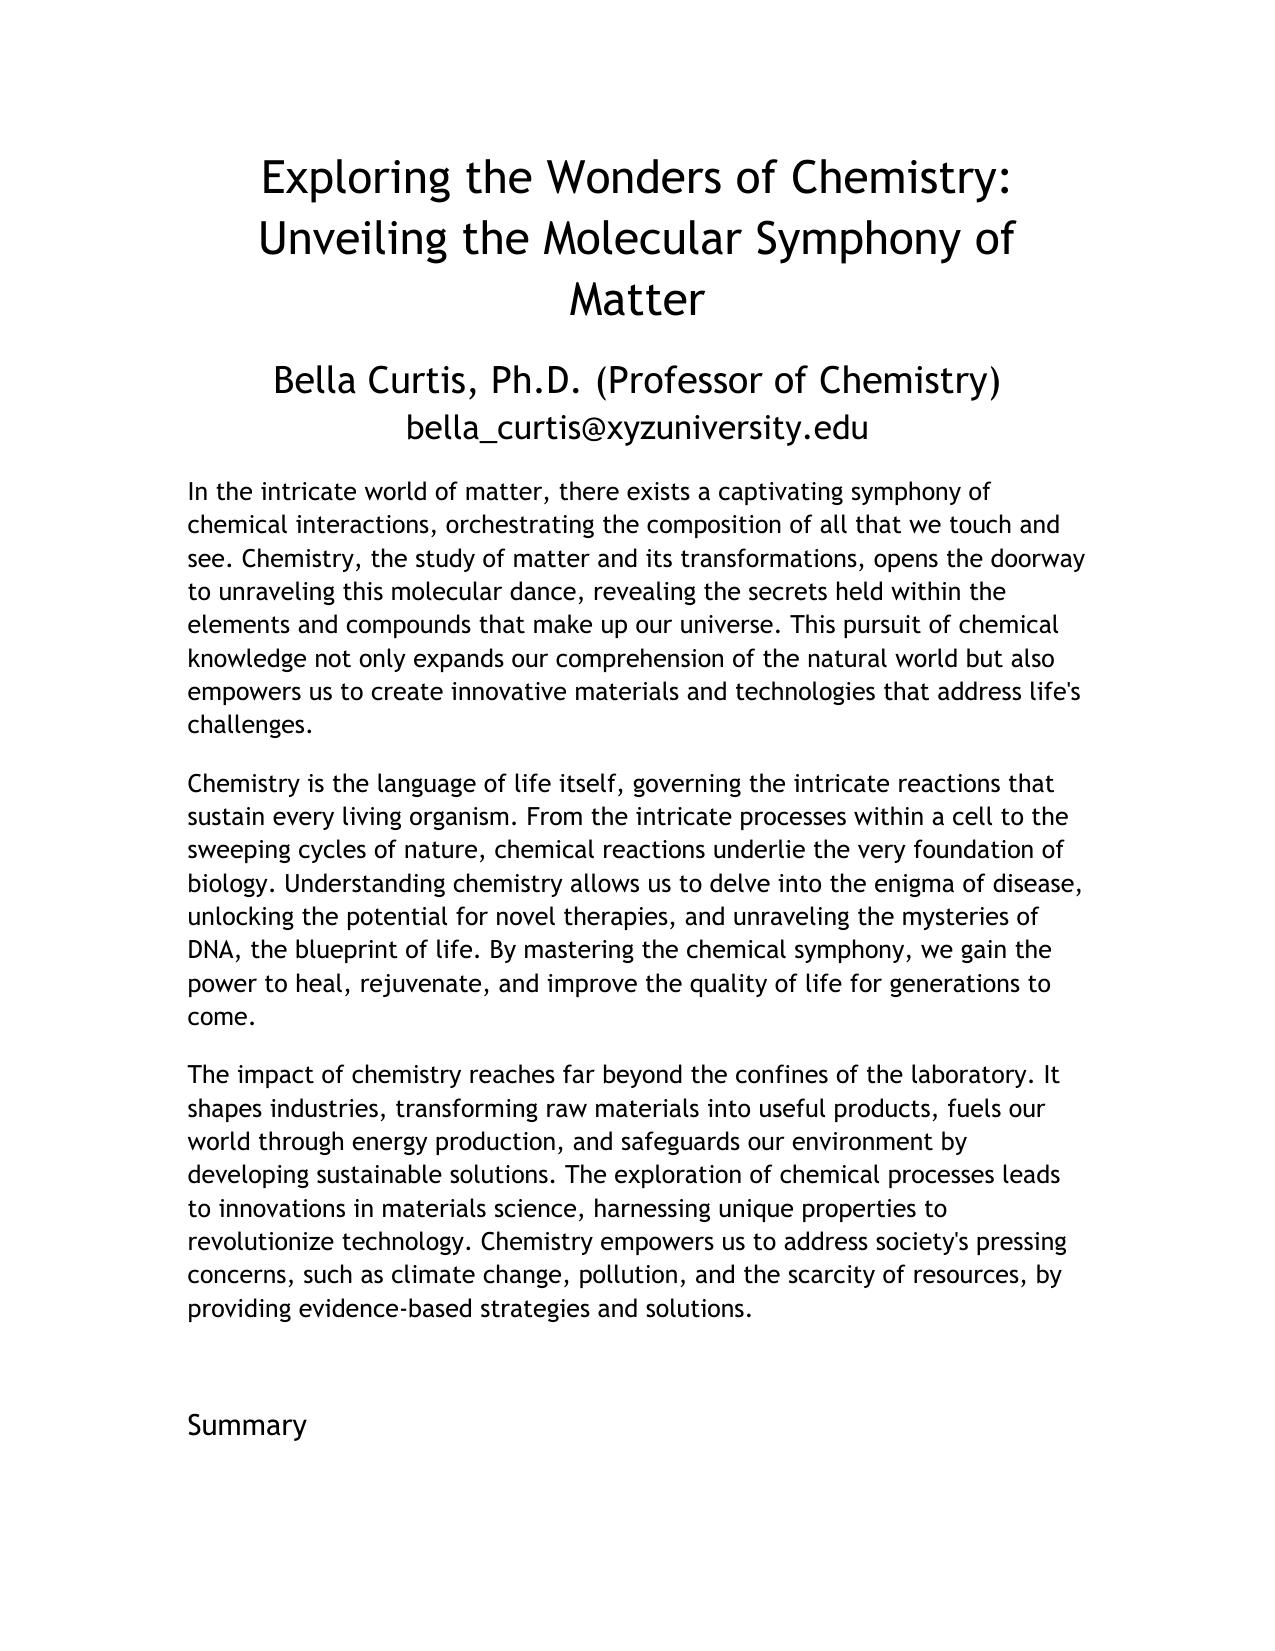 Exploring the Wonders of Chemistry:
Unveiling the Molecular Symphony of
Matter
Bella Curtis, Ph.D. (Professor of Chemistry)
bella_curtis@xyzuniversity.edu
In the intricate world of matter, there exists a captivating symphony of
chemical interactions, orchestrating the composition of all that we touch and
see. Chemistry, the study of matter and its transformations, opens the doorway
to unraveling this molecular dance, revealing the secrets held within the
elements and compounds that make up our universe. This pursuit of chemical
knowledge not only expands our comprehension of the natural world but also
empowers us to create innovative materials and technologies that address life's
challenges.
Chemistry is the language of life itself, governing the intricate reactions that
sustain every living organism. From the intricate processes within a cell to the
sweeping cycles of nature, chemical reactions underlie the very foundation of
biology. Understanding chemistry allows us to delve into the enigma of disease,
unlocking the potential for novel therapies, and unraveling the mysteries of
DNA, the blueprint of life. By mastering the chemical symphony, we gain the
power to heal, rejuvenate, and improve the quality of life for generations to
come.
The impact of chemistry reaches far beyond the confines of the laboratory. It
shapes industries, transforming raw materials into useful products, fuels our
world through energy production, and safeguards our environment by
developing sustainable solutions. The exploration of chemical processes leads
to innovations in materials science, harnessing unique properties to
revolutionize technology. Chemistry empowers us to address society's pressing
concerns, such as climate change, pollution, and the scarcity of resources, by
providing evidence-based strategies and solutions.
Summary